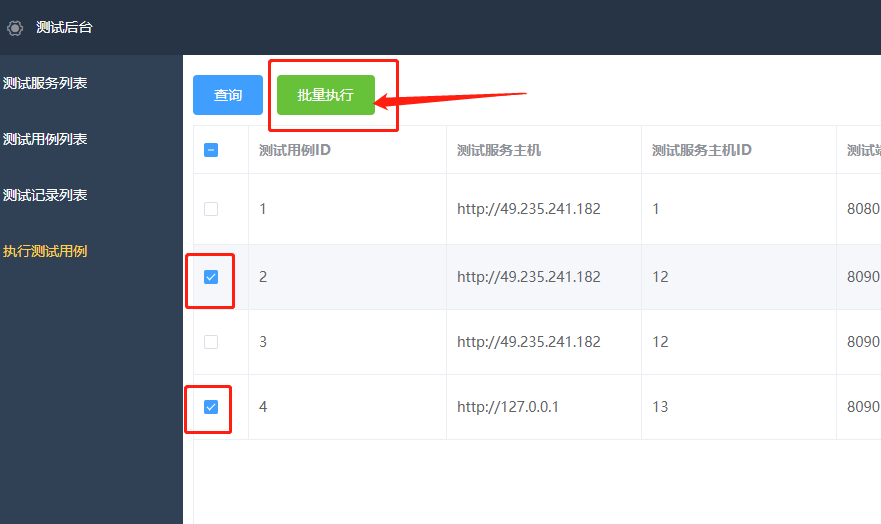 测试后台
测试服务列表
测试用例列表
测试记录列表
执行测试用例
查询 批量执行
测试用例ID 测试服务主机 测试服务主机ID 测试端
1 http://49.235.241.182 1 8080
2 http://49.235.241.182 12 8090
3 http://49.235.241.182 12 8090
4 http://127.0.0.1 13 8090